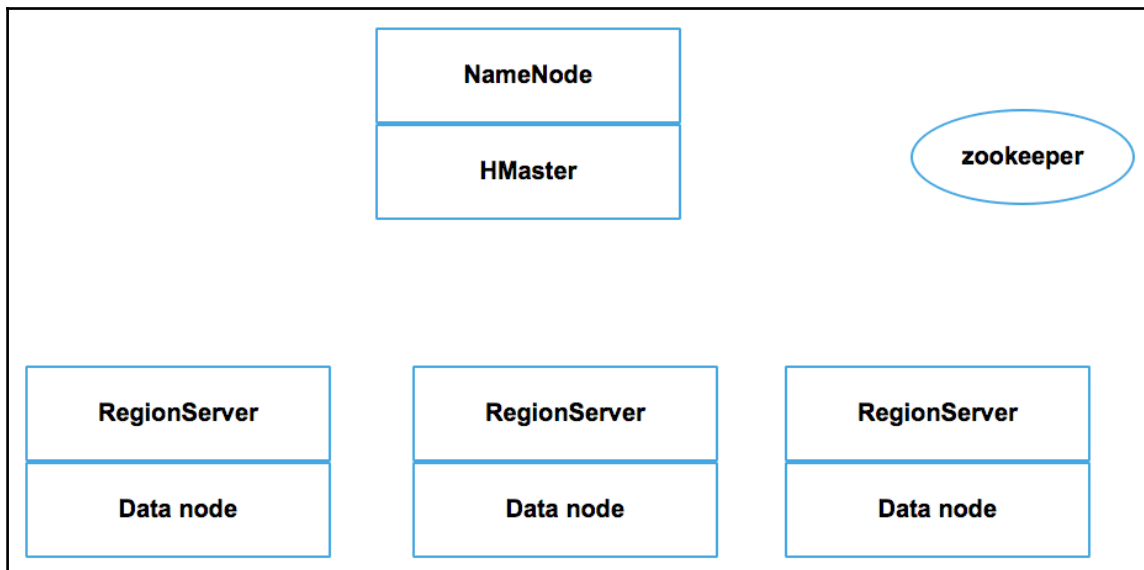 NameNode
HMaster
zookeeper
RegionServer
RegionServer
RegionServer
Data node
Data node
Data node